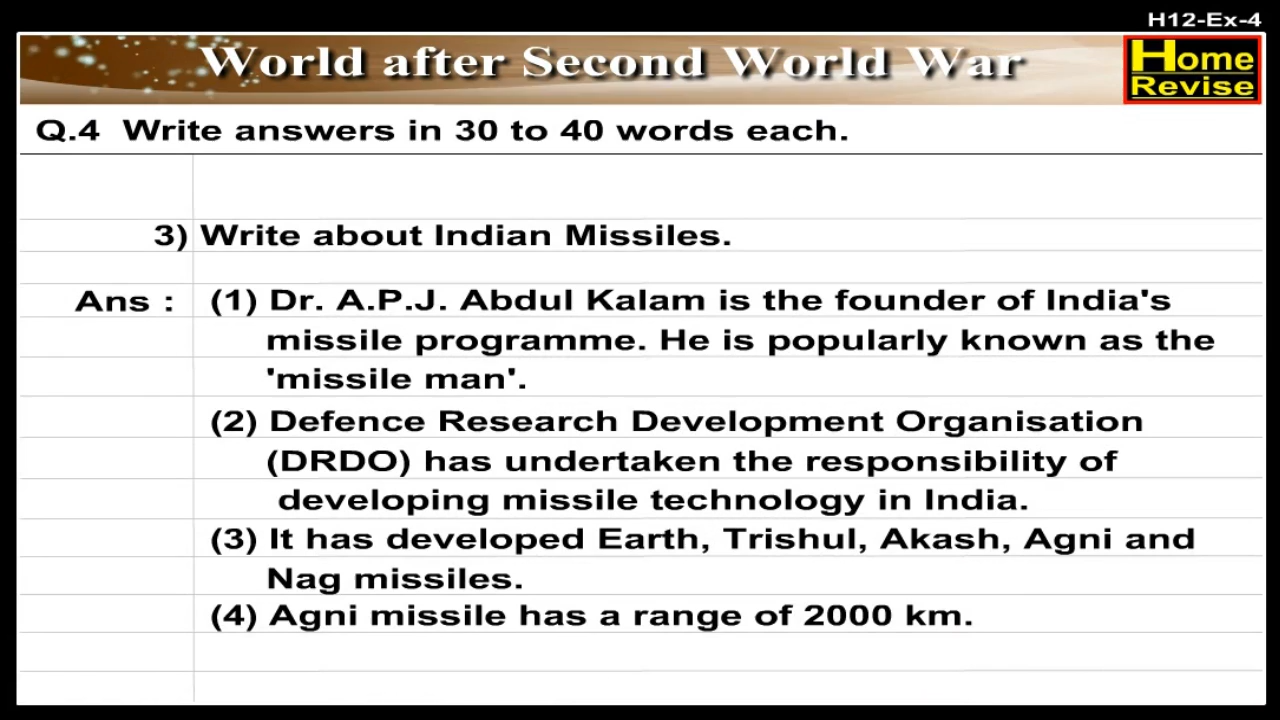 H12-Ex-4
World after Second World War
Home
Revise
Q.4 Write answers in 30 to 40 words each.
3) Write about Indian Missiles.
Ans : (1) Dr. A.P.J. Abdul Kalam is the founder of India's
missile programme. He is popularly known as the
'missile man'.
(2) Defence Research Development Organisation
(DRDO) has undertaken the responsibility of
developing missile technology in India.
(3) It has developed Earth, Trishul, Akash, Agni and
Nag missiles.
(4) Agni missile has a range of 2000 km.